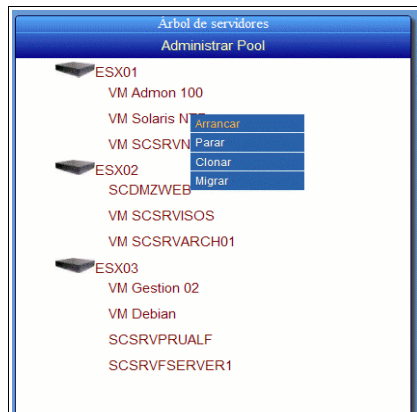 Árbol de servidores
Administrar Pool
ESX01
VM Admon 100
VM Solaris
Arrancar
VM
Parar
Clonar
Migrar
ESX02
SCDMZWEB
VM SCSRVISOS
VM SCSRVARCH01
ESX03
VM Gestion 02
VM Debian
SCSRVPRUALF
SCSRVFSERVER1